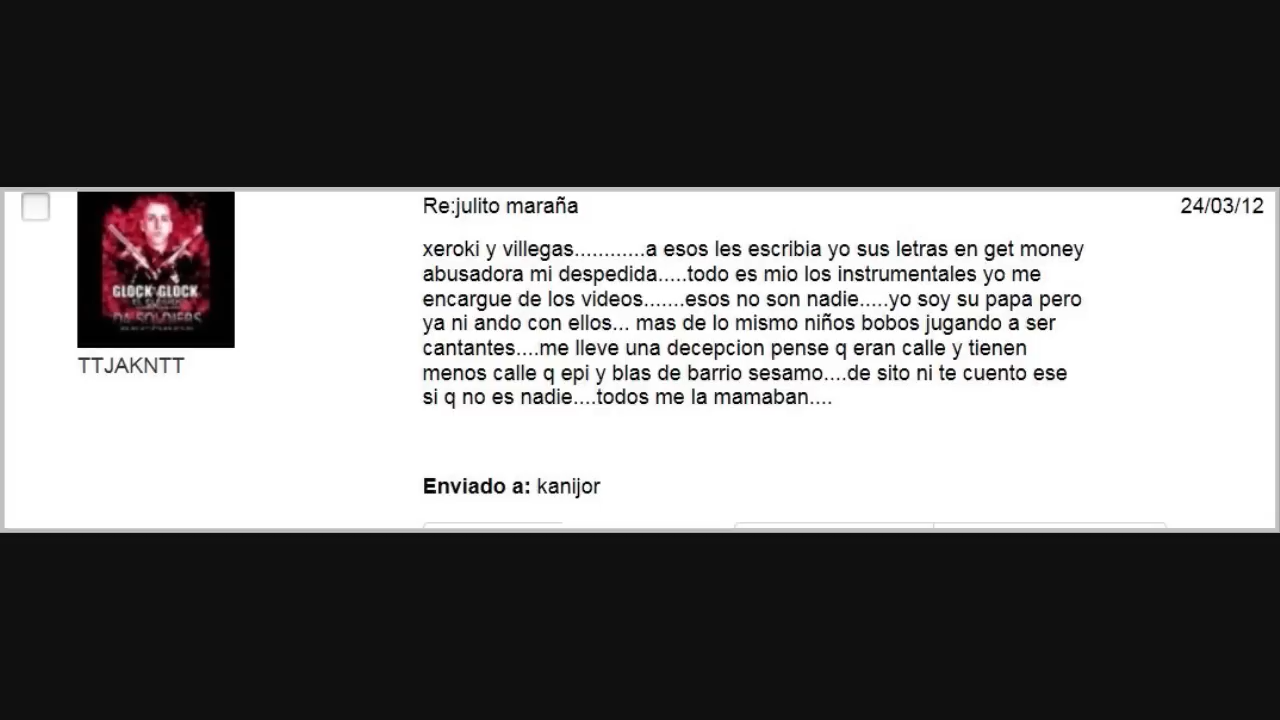 Re:julito maraña
24/03/12
xeroki y villegas............a esos les escribia yo sus letras en get money
abusadora mi despedida.....todo es mio los instrumentales yo me
encargue de los videos.......esos no son nadie.....yo soy su papa pero
ya ni ando con ellos... mas de lo mismo niños bobos jugando a ser
cantantes....me lleve una decepcion pense q eran calle y tienen
menos calle q epi y blas de barrio sesamo....de sito ni te cuento ese
si q no es nadie....todos me la mamaban....
GLOCK GLOCK
DA SOLDIERS
TTJAKNTT
Enviado a: kanijor